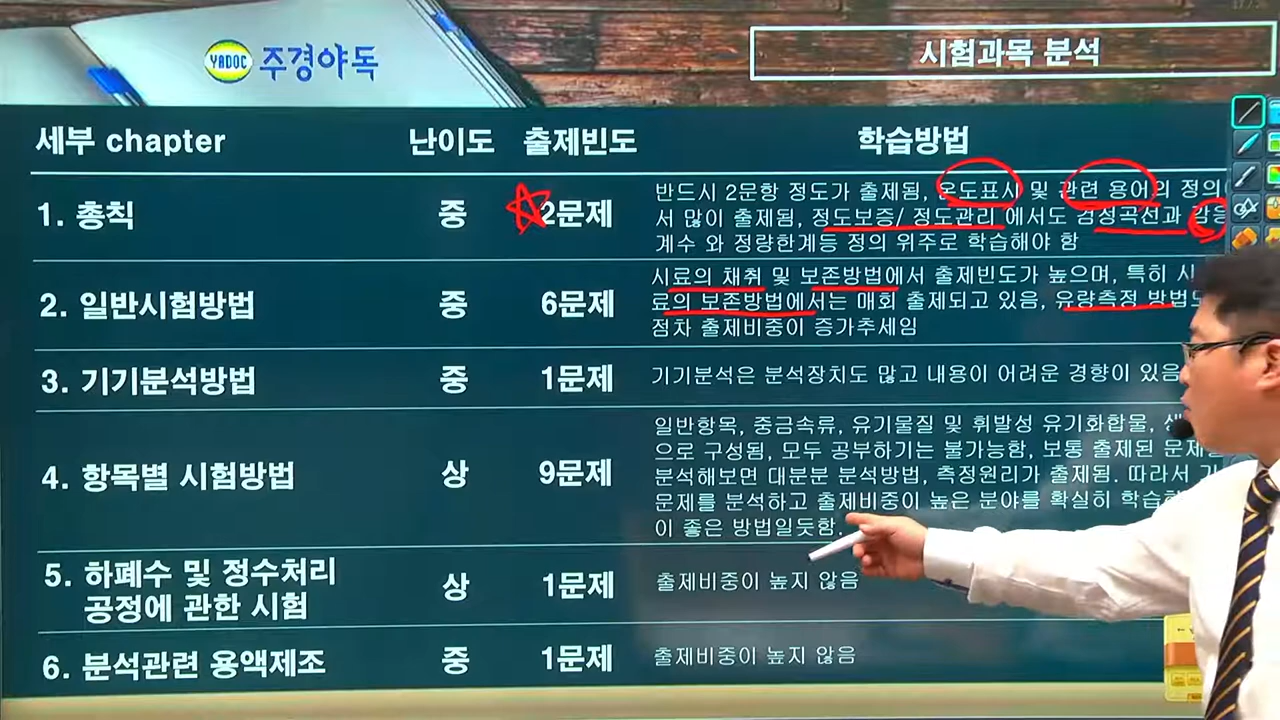 YADOC 주경야독
시험과목 분석
세부 chapter 난이도 출제빈도 학습방법
1. 총칙 중 2문제
반드시 2문항 정도가 출제됨, 온도표시 및 관련 용어의 정의
서 많이 출제됨, 정도보증/ 정도관리 에서도 검정곡선과 감응
계수 와 정량한계등 정의 위주로 학습해야 함
2. 일반시험방법 중 6문제
시료의 채취 및 보존방법에서 출제빈도가 높으며, 특히 시
료의 보존방법에서는 매회 출제되고 있음, 유량측정 방법도
점차 출제비중이 증가추세임
3. 기기분석방법 중 1문제
기기분석은 분석장치도 많고 내용이 어려운 경향이 있음
4. 항목별 시험방법 상 9문제
일반항목, 중금속류, 유기물질 및 휘발성 유기화합물,
으로 구성됨, 모두 공부하기는 불가능함, 보통 출제된
분석해보면 대분분 분석방법, 측정원리가 출제됨. 따라서
문제를 분석하고 출제비중이 높은 분야를 확실히
이 좋은 방법일듯함.
5. 하폐수 및 정수처리
공정에 관한 시험 상 1문제 출제비중이 높지 않음
6. 분석관련 용액제조 중 1문제 출제비중이 높지 않음